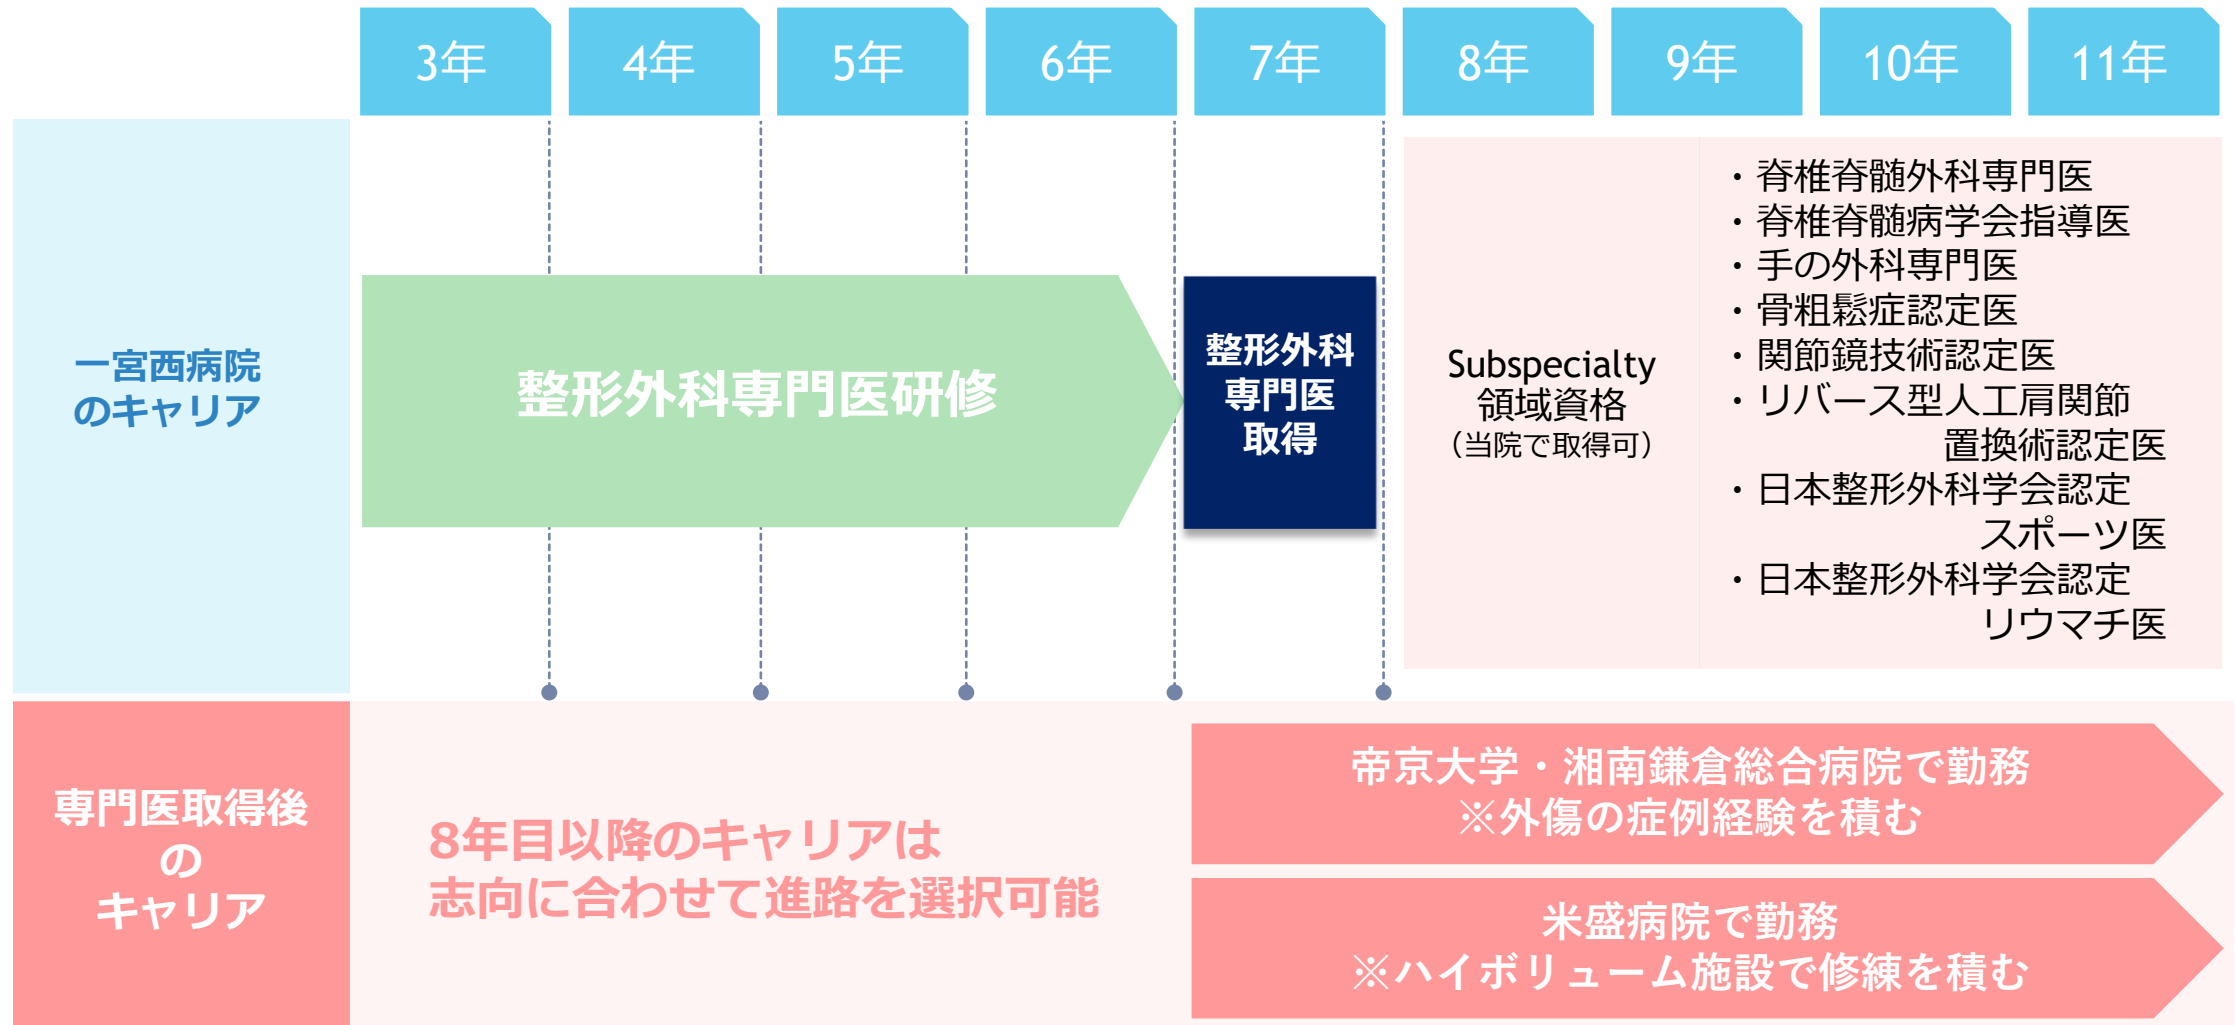 3年
4年
5年
6年
7年
8年
9年
10年
11年
一宮西病院
のキャリア
整形外科専門医研修
整形外科
専門医
取得
Subspecialty
領域資格
（当院で取得可）
・脊椎脊髄外科専門医
・脊椎脊髄病学会指導医
・手の外科専門医
・骨粗鬆症認定医
・関節鏡技術認定医
・リバース型人工肩関節
置換術認定医
・日本整形外科学会認定
スポーツ医
・日本整形外科学会認定
リウマチ医
専門医取得後
の
キャリア
8年目以降のキャリアは
志向に合わせて進路を選択可能
帝京大学・湘南鎌倉総合病院で勤務
※外傷の症例経験を積む
米盛病院で勤務
※ハイボリューム施設で修練を積む